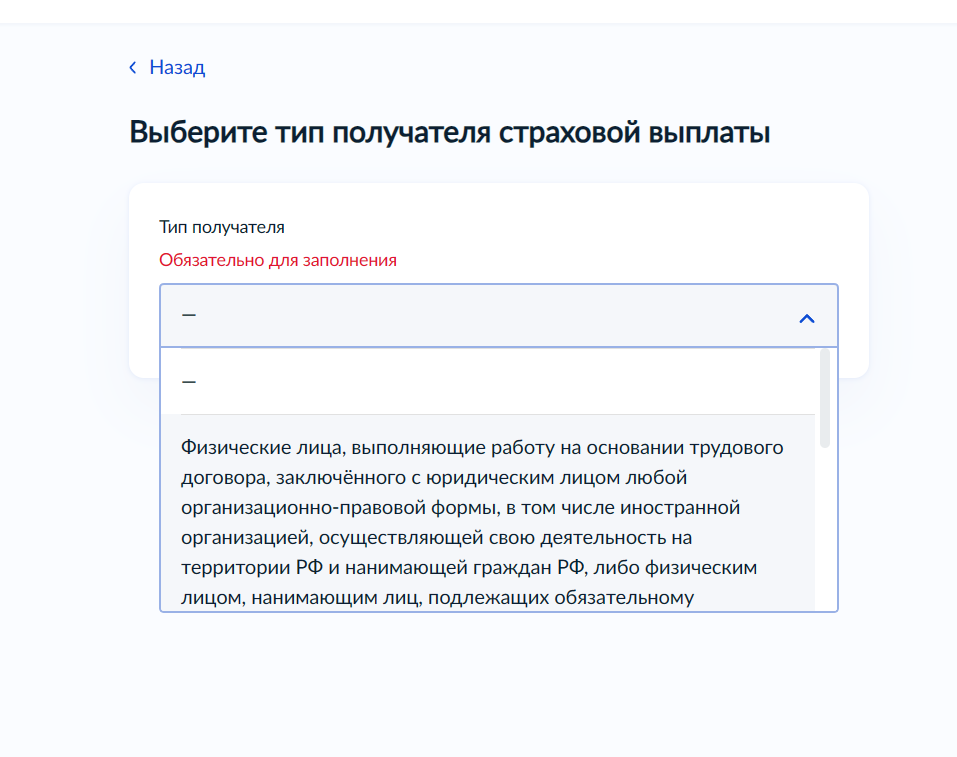 Назад
Выберите тип получателя страховой выплаты
Тип получателя
Обязательно для заполнения
—
—
Физические лица, выполняющие работу на основании трудового
договора, заключённого с юридическим лицом любой
организационно-правовой формы, в том числе иностранной
организацией, осуществляющей свою деятельность на
территории РФ и нанимающей граждан РФ, либо физическим
лицом, нанимающим лиц, подлежащих обязательному